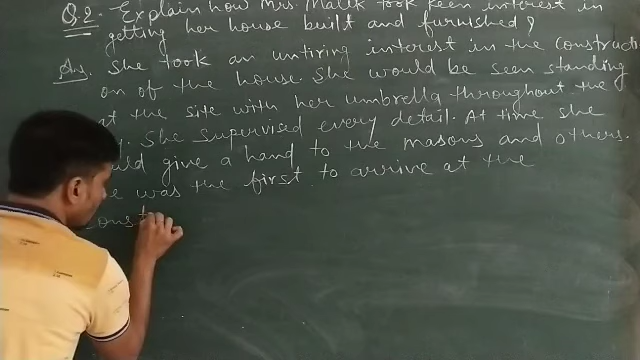 Q.2. Explain how Mrs. Malik took keen interest in
getting her house built and furnished?
Ans. She took an untiring interest in the constructi
on of the house. She would be seen standing
at the site with her umbrella throughout the
She supervised every detail. At time she
give a hand to the masons and others.
was the first to arrive at the
const